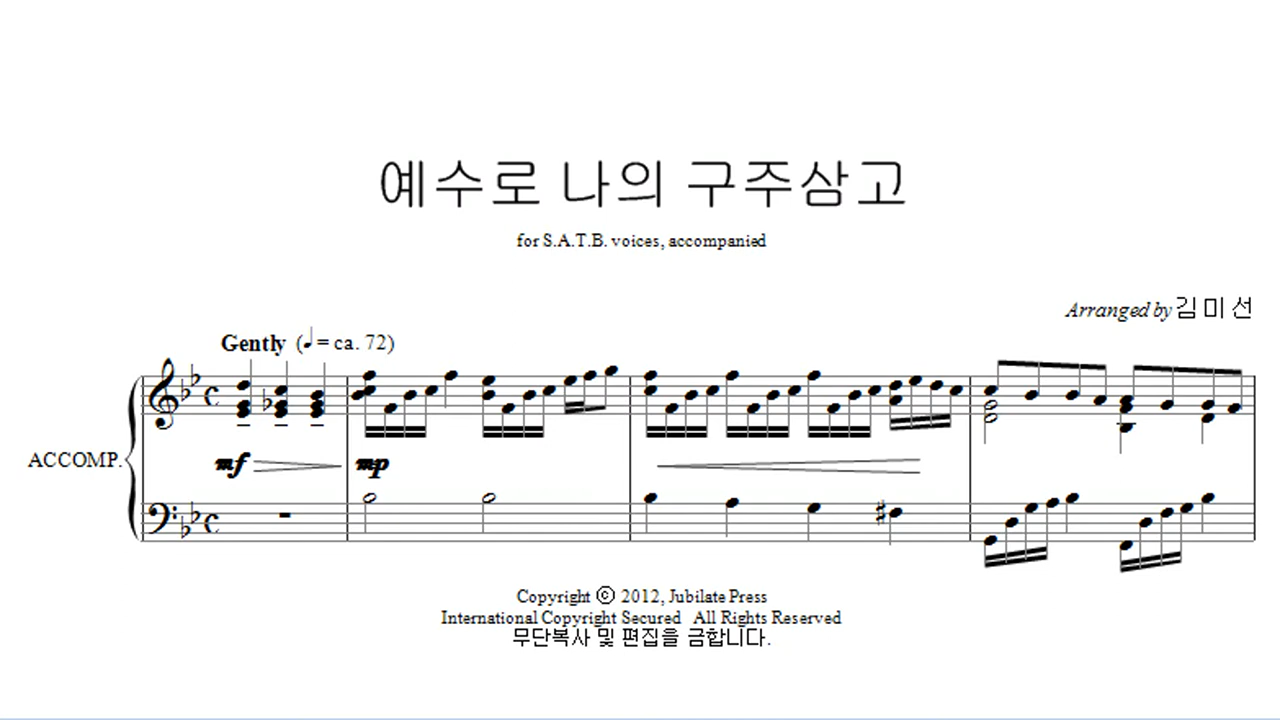 예수로 나의 구주삼고
for S.A.T.B. voices, accompanied
Arranged by 김 미 선
Gently (♩= ca. 72)
ACCOMP.
mf mp
Copyright ⓒ 2012, Jubilate Press
International Copyright Secured All Rights Reserved
무단복사 및 편집을 금합니다.